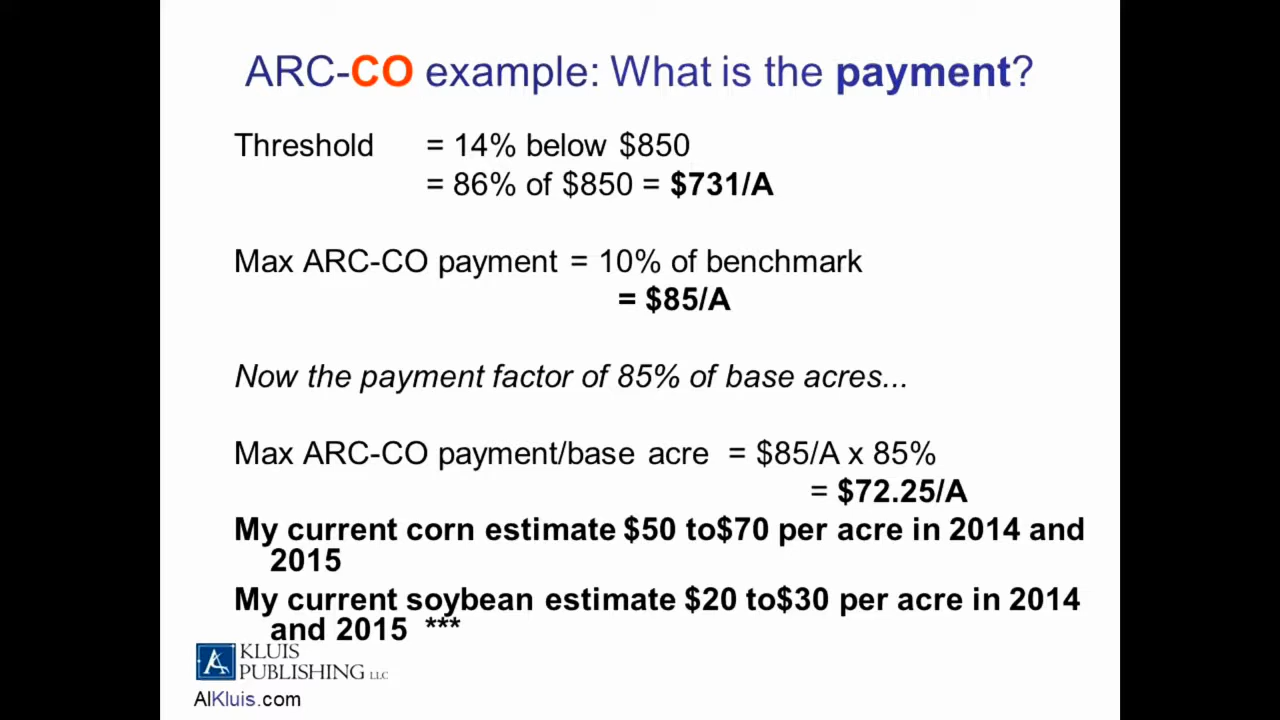 ARC-CO example: What is the payment?
Threshold = 14% below $850
= 86% of $850 = $731/A
Max ARC-CO payment = 10% of benchmark
= $85/A
Now the payment factor of 85% of base acres...
Max ARC-CO payment/base acre = $85/A x 85%
= $72.25/A
My current corn estimate $50 to$70 per acre in 2014 and
2015
My current soybean estimate $20 to$30 per acre in 2014
and 2015 ***
KLUIS
PUBLISHING LLC
AlKluis.com